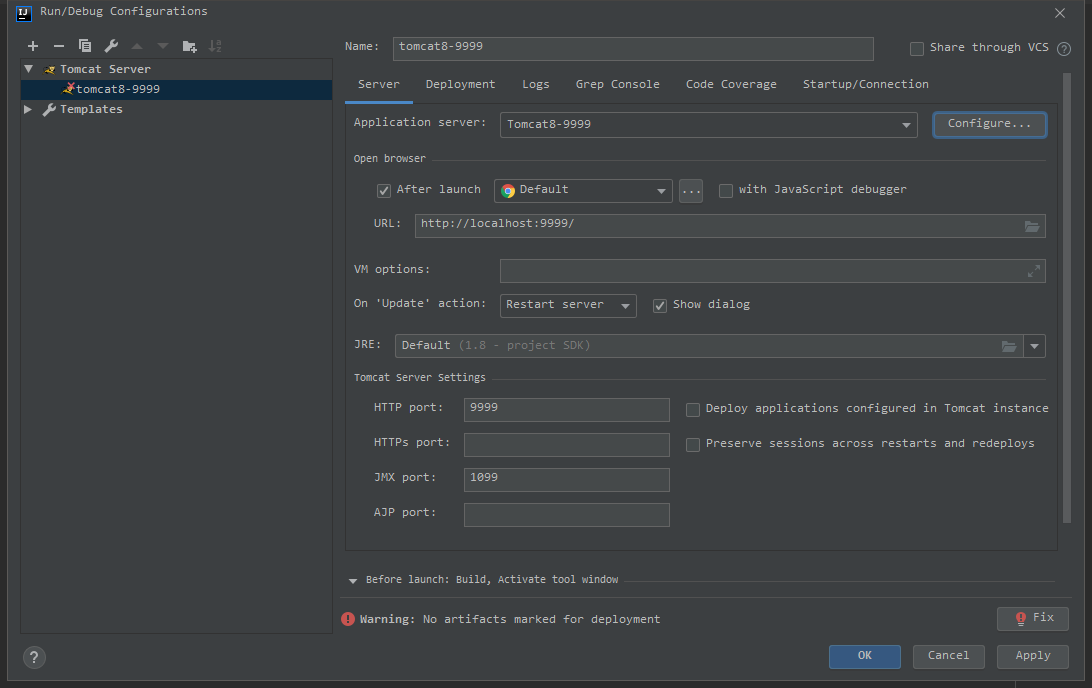 Run/Debug Configurations
Name: tomcat8-9999
Share through VCS ?
Tomcat Server
tomcat8-9999
Templates
Server Deployment Logs Grep Console Code Coverage Startup/Connection
Application server: Tomcat8-9999 Configure...
Open browser
After launch Default ... with JavaScript debugger
URL: http://localhost:9999/
VM options:
On 'Update' action: Restart server Show dialog
JRE: Default (1.8 - project SDK)
Tomcat Server Settings
HTTP port: 9999 Deploy applications configured in Tomcat instance
HTTPs port: Preserve sessions across restarts and redeploys
JMX port: 1099
AJP port:
Before launch: Build, Activate tool window
Warning: No artifacts marked for deployment Fix
? OK Cancel Apply